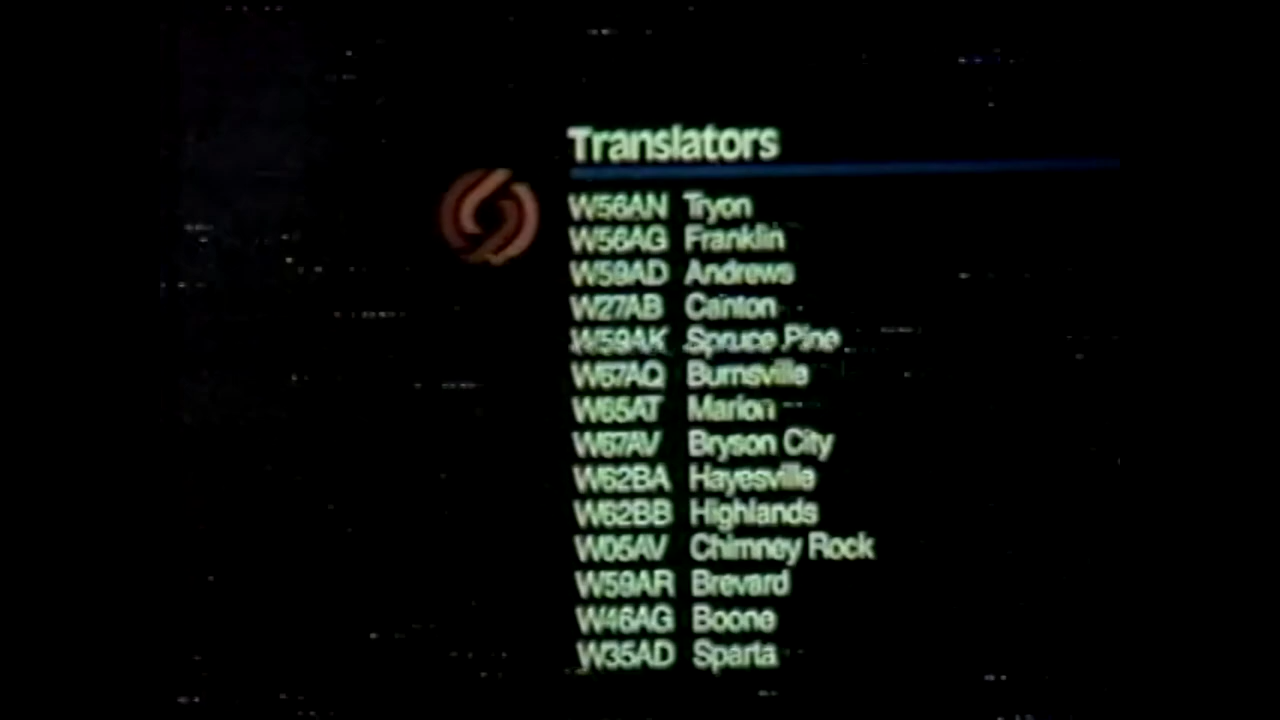 Translators
W56AN Tryon
W56AG Franklin
W59AD Andrews
W27AB Canton
W59AK Spruce Pine
W67AQ Burnsville
W65AT Marion
W67AV Bryson City
W62BA Hayesville
W62BB Highlands
W05AV Chimney Rock
W59AR Brevard
W46AG Boone
W35AD Sparta